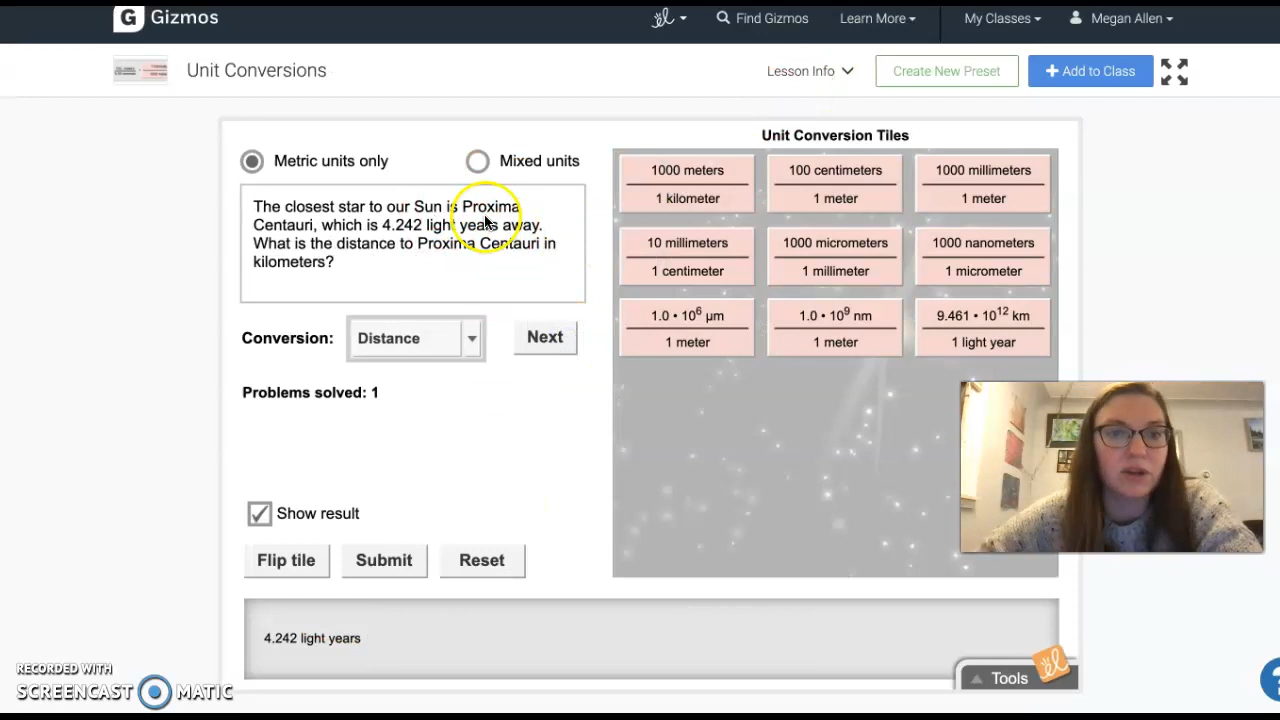 G Gizmos
Find Gizmos
Learn More
My Classes
Megan Allen
Unit Conversions
Lesson Info
Create New Preset
+ Add to Class
Metric units only
Mixed units
The closest star to our Sun is Proxima
Centauri, which is 4.242 light years away.
What is the distance to Proxima Centauri in
kilometers?
Conversion:
Distance
Next
Problems solved: 1
Show result
Flip tile
Submit
Reset
Unit Conversion Tiles
1000 meters
1 kilometer
100 centimeters
1 meter
1000 millimeters
1 meter
10 millimeters
1 centimeter
1000 micrometers
1 millimeter
1000 nanometers
1 micrometer
1.0 • 10⁶ µm
1 meter
1.0 • 10⁹ nm
1 meter
9.461 • 10¹² km
1 light year
4.242 light years
Tools
RECORDED WITH
SCREENCAST MATIC
?